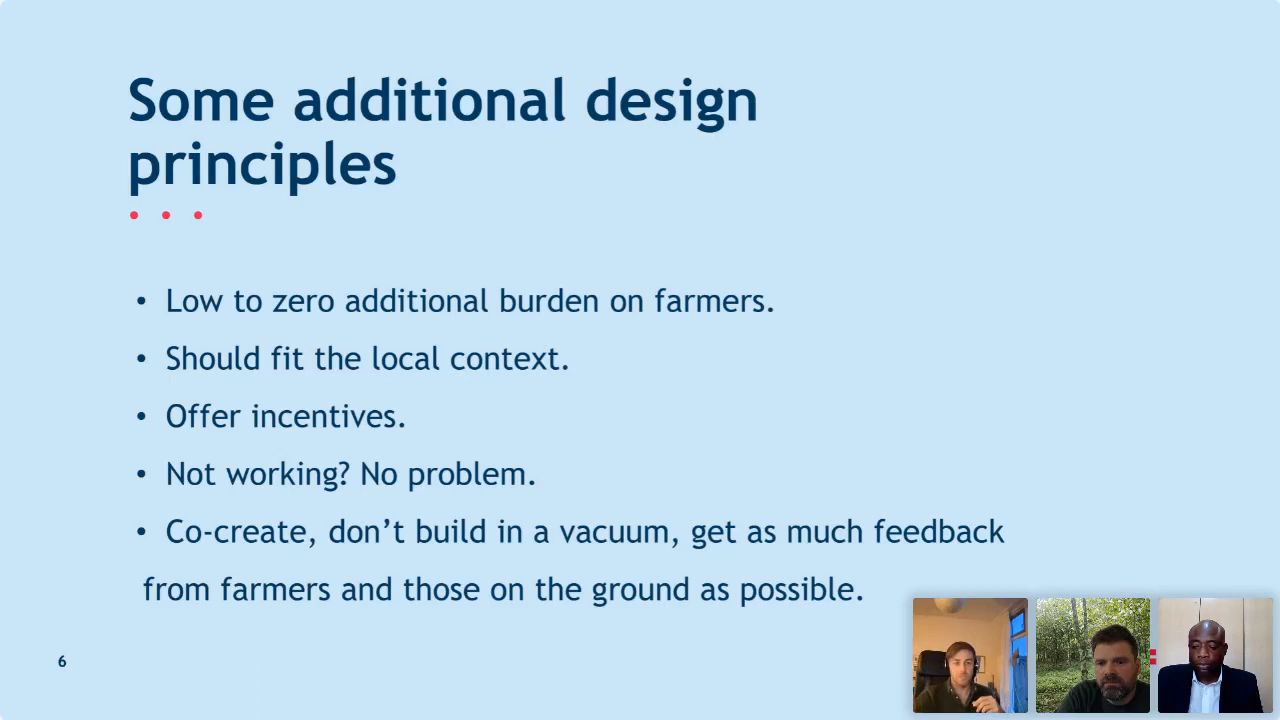 Some additional design
principles
• Low to zero additional burden on farmers.
• Should fit the local context.
• Offer incentives.
• Not working? No problem.
• Co-create, don’t build in a vacuum, get as much feedback
from farmers and those on the ground as possible.
6